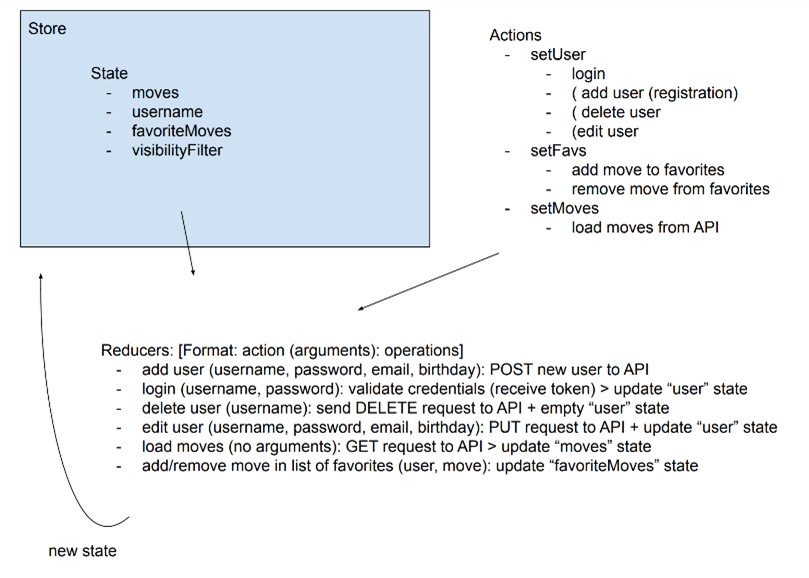 Store
State
- moves
- username
- favoriteMoves
- visibilityFilter
Actions
- setUser
- login
- ( add user (registration)
- ( delete user
- (edit user
- setFavs
- add move to favorites
- remove move from favorites
- setMoves
- load moves from API
Reducers: [Format: action (arguments): operations]
- add user (username, password, email, birthday): POST new user to API
- login (username, password): validate credentials (receive token) > update “user” state
- delete user (username): send DELETE request to API + empty “user” state
- edit user (username, password, email, birthday): PUT request to API + update “user” state
- load moves (no arguments): GET request to API > update “moves” state
- add/remove move in list of favorites (user, move): update “favoriteMoves” state
new state